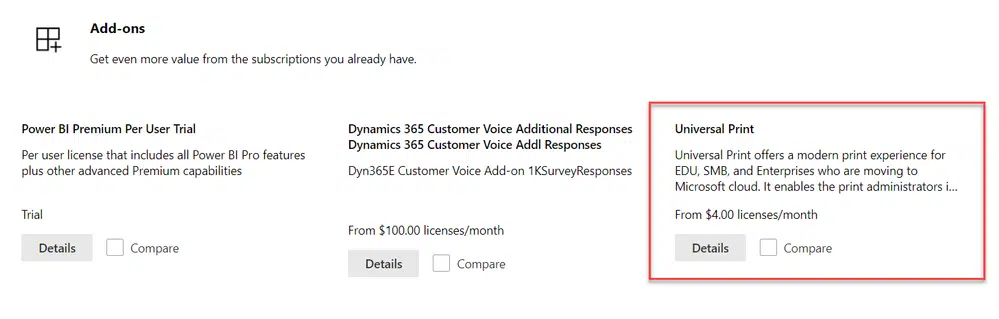 Add-ons
Get even more value from the subscriptions you already have.
Power BI Premium Per User Trial
Per user license that includes all Power BI Pro features
plus other advanced Premium capabilities
Trial
Details
Compare
Dynamics 365 Customer Voice Additional Responses
Dynamics 365 Customer Voice Addl Responses
Dyn365E Customer Voice Add-on 1KSurveyResponses
From $100.00 licenses/month
Details
Compare
Universal Print
Universal Print offers a modern print experience for
EDU, SMB, and Enterprises who are moving to
Microsoft cloud. It enables the print administrators i...
From $4.00 licenses/month
Details
Compare